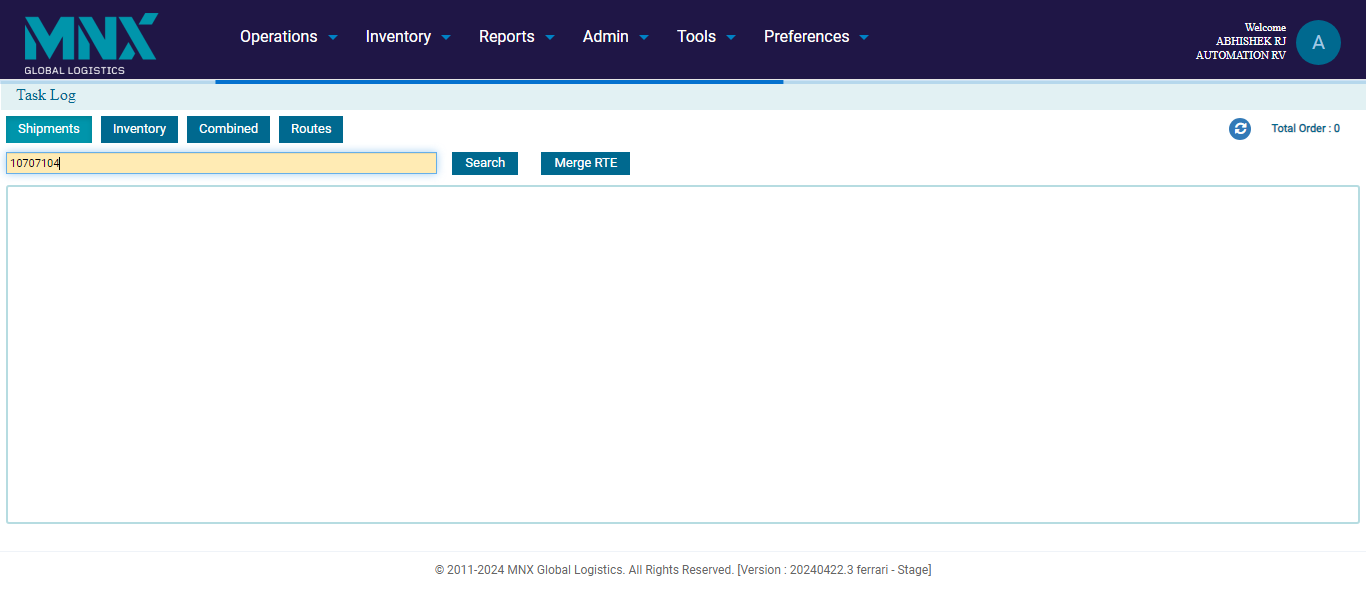 MNX
GLOBAL LOGISTICS
Operations Inventory Reports Admin Tools Preferences
Welcome
ABHISHEK RJ
AUTOMATION RV
A
Task Log
Shipments Inventory Combined Routes
Total Order : 0
10707104 Search Merge RTE
© 2011-2024 MNX Global Logistics. All Rights Reserved. [Version : 20240422.3 ferrari - Stage]